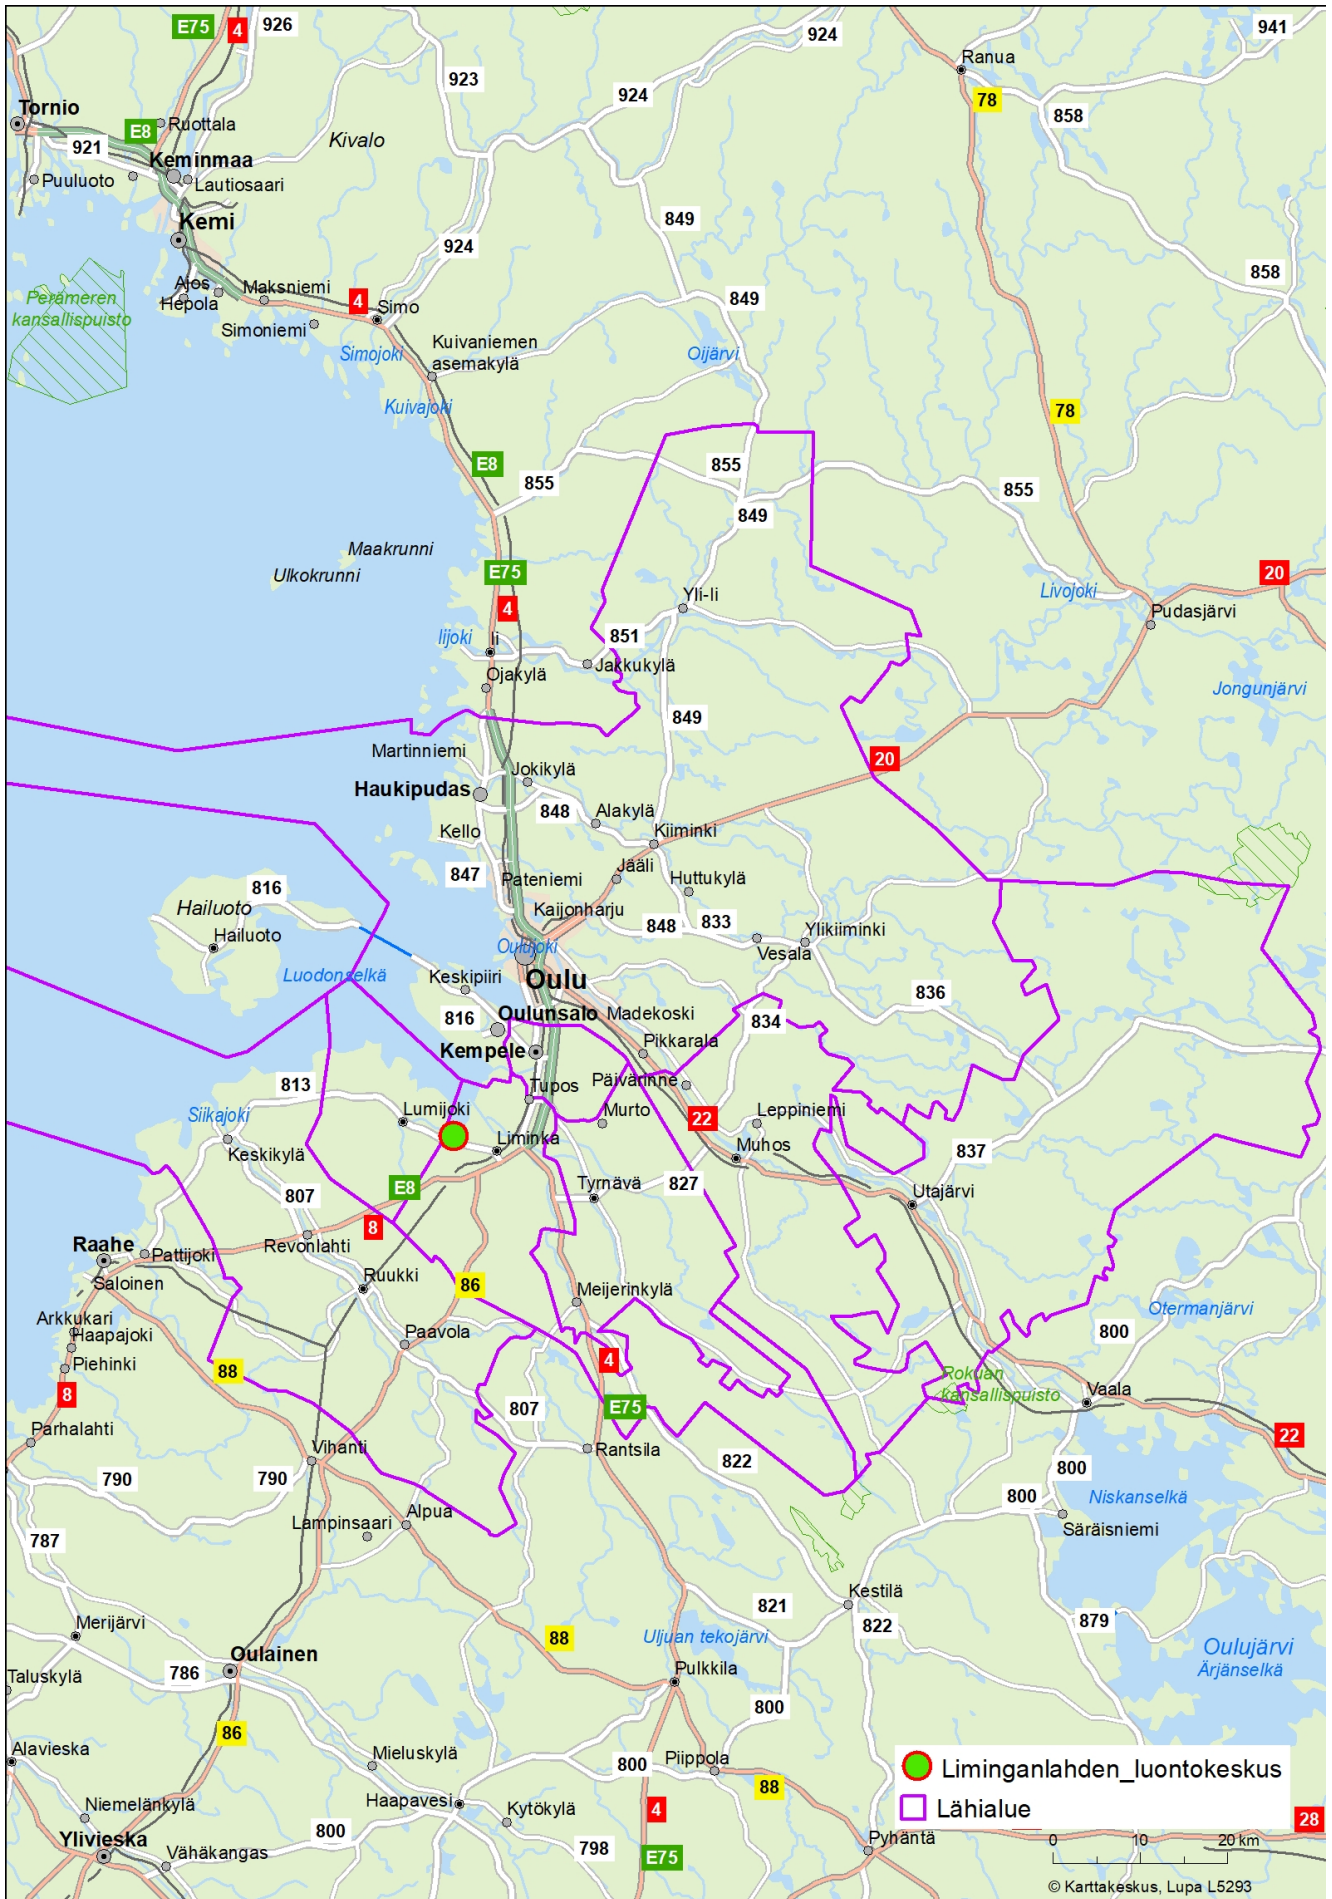 E75
4
926
924
941
Ranua
923
924
78
858
Tornio
E8
Ruottala
921
Kivalo
Keminmaa
Puuluoto
Lautiosaari
849
Kemi
924
858
Ajos
Maksniemi
Hepola
Perämeren
kansallispuisto
4
Simo
849
Simoniemi
Simojoki
Kuivaniemen
asemakylä
Oijärvi
Kuivajoki
78
E8
855
855
855
849
Maakrunni
Ulkokrunni
E75
4
20
Livojoki
Yli-Ii
Pudasjärvi
Iijoki
Ii
851
Jakkukylä
Ojakylä
Jongunjärvi
849
Martinniemi
20
Jokikylä
Haukipudas
848
Alakylä
Kello
Kiiminki
847
Pateniemi
Jääli
Huttukylä
816
Hailuoto
Kaijonharju
848
833
Hailuoto
Oulujoki
Vesala
Ylikiiminki
Luodonselkä
Keskipiiri
Oulu
836
816
Oulunsalo
Madekoski
834
Kempele
Pikkarala
813
Tupos
Päivärinne
Siikajoki
Lumijoki
Murto
22
Leppiniemi
Keskikylä
Liminka
Muhos
837
E8
Tyrnävä
827
Utajärvi
807
8
Revonlahti
Raahe
Pattijoki
Saloinen
Ruukki
86
Meijerinkylä
Otermanjärvi
Arkkukari
Haapajoki
Paavola
800
Piehinki
88
4
Rokuan
kansallispuisto
8
Vaala
807
E75
Parhalahti
22
Vihanti
Rantsila
822
800
790
790
800
Niskanselkä
Lampinsaari
Alpua
Säräisniemi
787
Kestilä
821
822
879
Merijärvi
88
Uljuan tekojärvi
Oulujärvi
Ärjänselkä
Oulainen
786
Pulkkila
Taluskylä
800
86
Alavieska
Mieluskylä
800
Piippola
88
Liminganlahden_luontokeskus
Lähialue
Niemelänkylä
Haapavesi
Kytökylä
4
28
Ylivieska
800
798
Pyhäntä
0 10 20 km
Vähäkangas
E75
© Karttakeskus, Lupa L5293